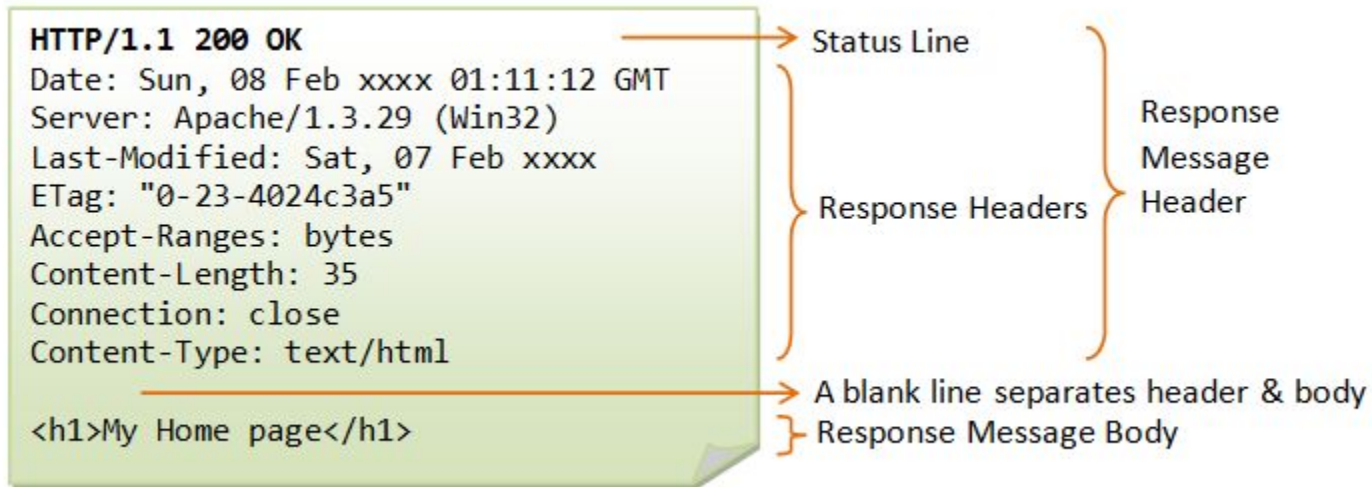 HTTP/1.1 200 OK
Date: Sun, 08 Feb xxxx 01:11:12 GMT
Server: Apache/1.3.29 (Win32)
Last-Modified: Sat, 07 Feb xxxx
ETag: "0-23-4024c3a5"
Accept-Ranges: bytes
Content-Length: 35
Connection: close
Content-Type: text/html
<h1>My Home page</h1>
Status Line
Response Headers
Response
Message
Header
A blank line separates header & body
Response Message Body